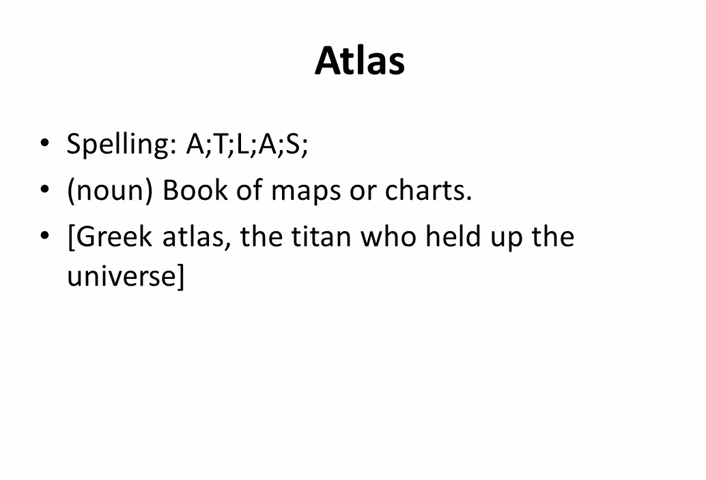 Atlas
• Spelling: A;T;L;A;S;
• (noun) Book of maps or charts.
• [Greek atlas, the titan who held up the
universe]